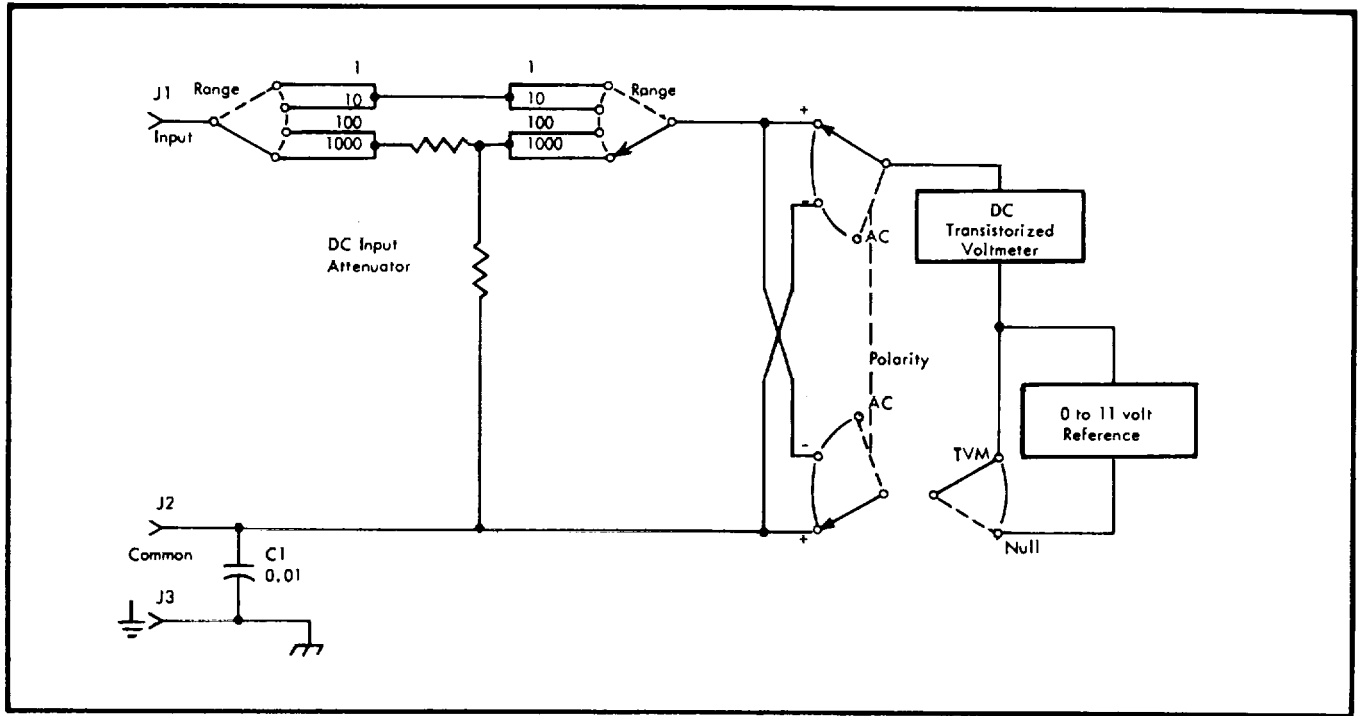 1
1
Range
10
10
Range
J1
100
100
Input
1000
1000
+
-
AC
DC
Transistorized
Voltmeter
DC Input
Attenuator
Polarity
AC
0 to 11 volt
Reference
-
TVM
J2
+
Null
Common
C1
0.01
J3